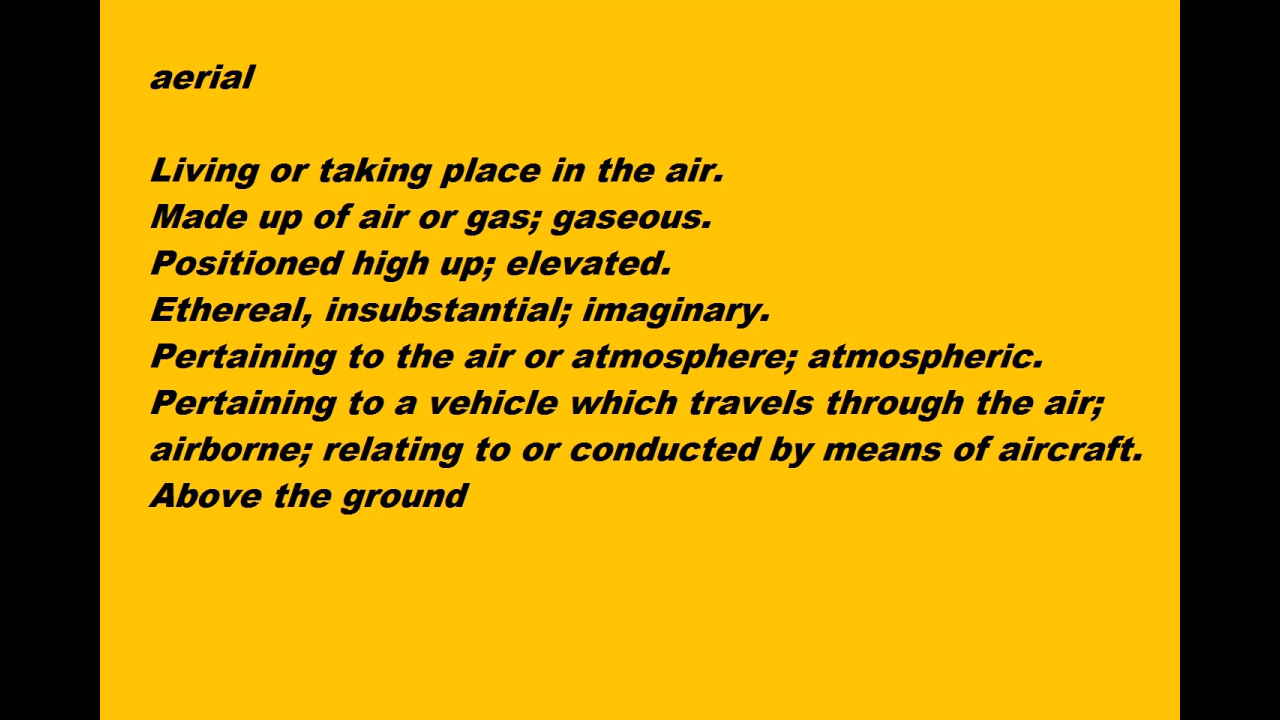 aerial
Living or taking place in the air.
Made up of air or gas; gaseous.
Positioned high up; elevated.
Ethereal, insubstantial; imaginary.
Pertaining to the air or atmosphere; atmospheric.
Pertaining to a vehicle which travels through the air;
airborne; relating to or conducted by means of aircraft.
Above the ground